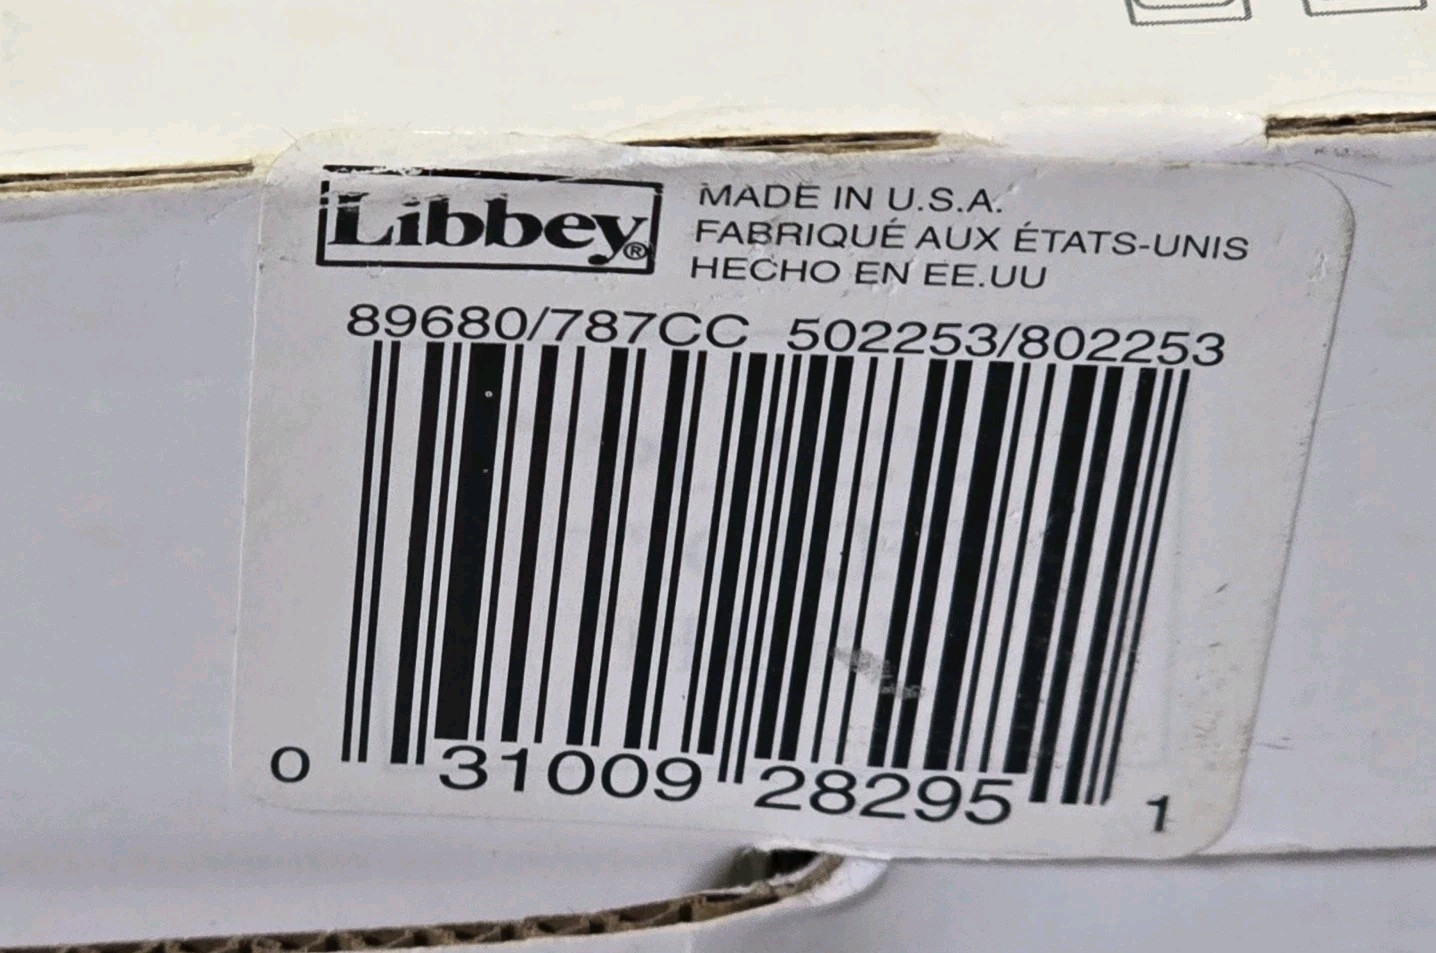 Libbey®
MADE IN U.S.A.
FABRIQUÉ AUX ÉTATS-UNIS
HECHO EN EE.UU
89680/787CC 502253/802253
0 31009 28295 1